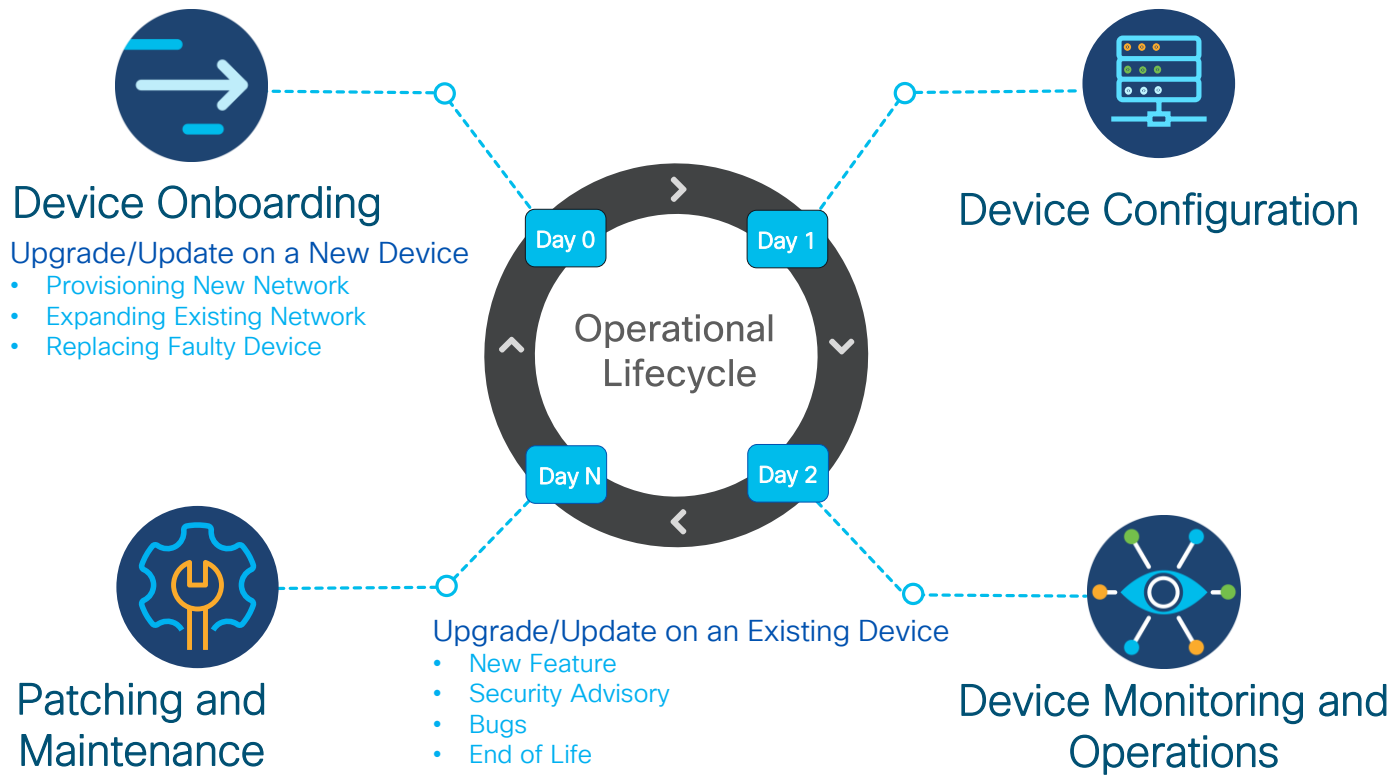 Device Onboarding
Upgrade/Update on a New Device
• Provisioning New Network
• Expanding Existing Network
• Replacing Faulty Device
Day 0
Day 1
Device Configuration
Operational
Lifecycle
Day N
Day 2
Patching and
Maintenance
Upgrade/Update on an Existing Device
• New Feature
• Security Advisory
• Bugs
• End of Life
Device Monitoring and
Operations